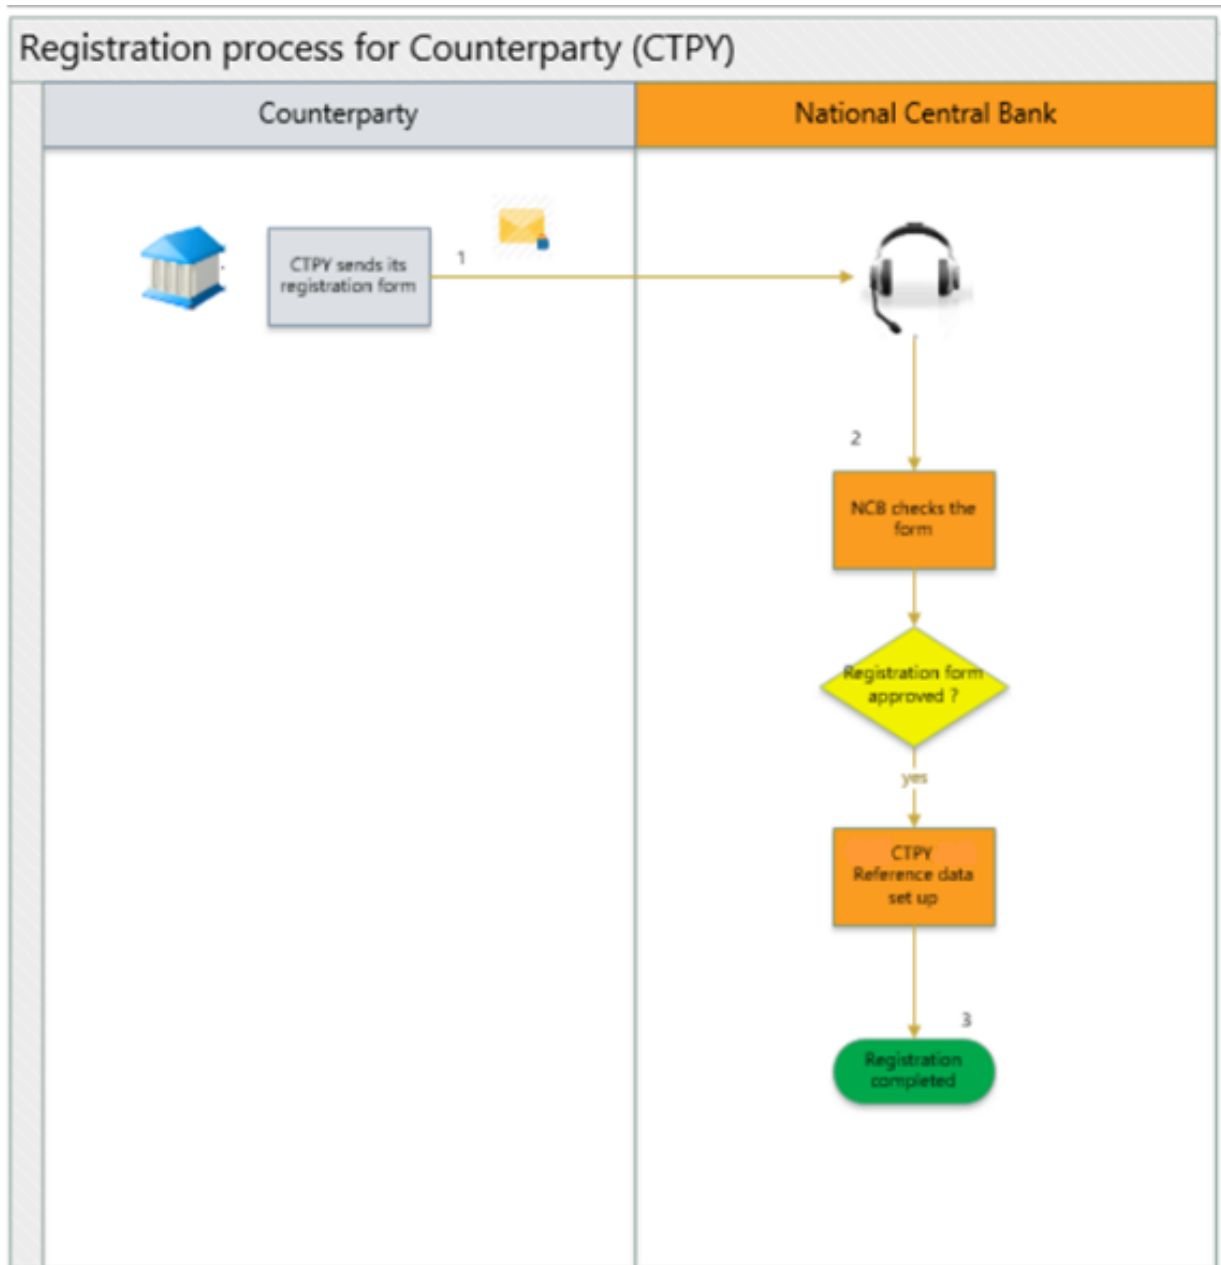 Registration process for Counterparty (CTPY)
Counterparty
National Central Bank
CTPY sends its
registration form
1
2
NCB checks the
form
Registration form
approved ?
yes
CTPY
Reference data
set up
3
Registration
completed